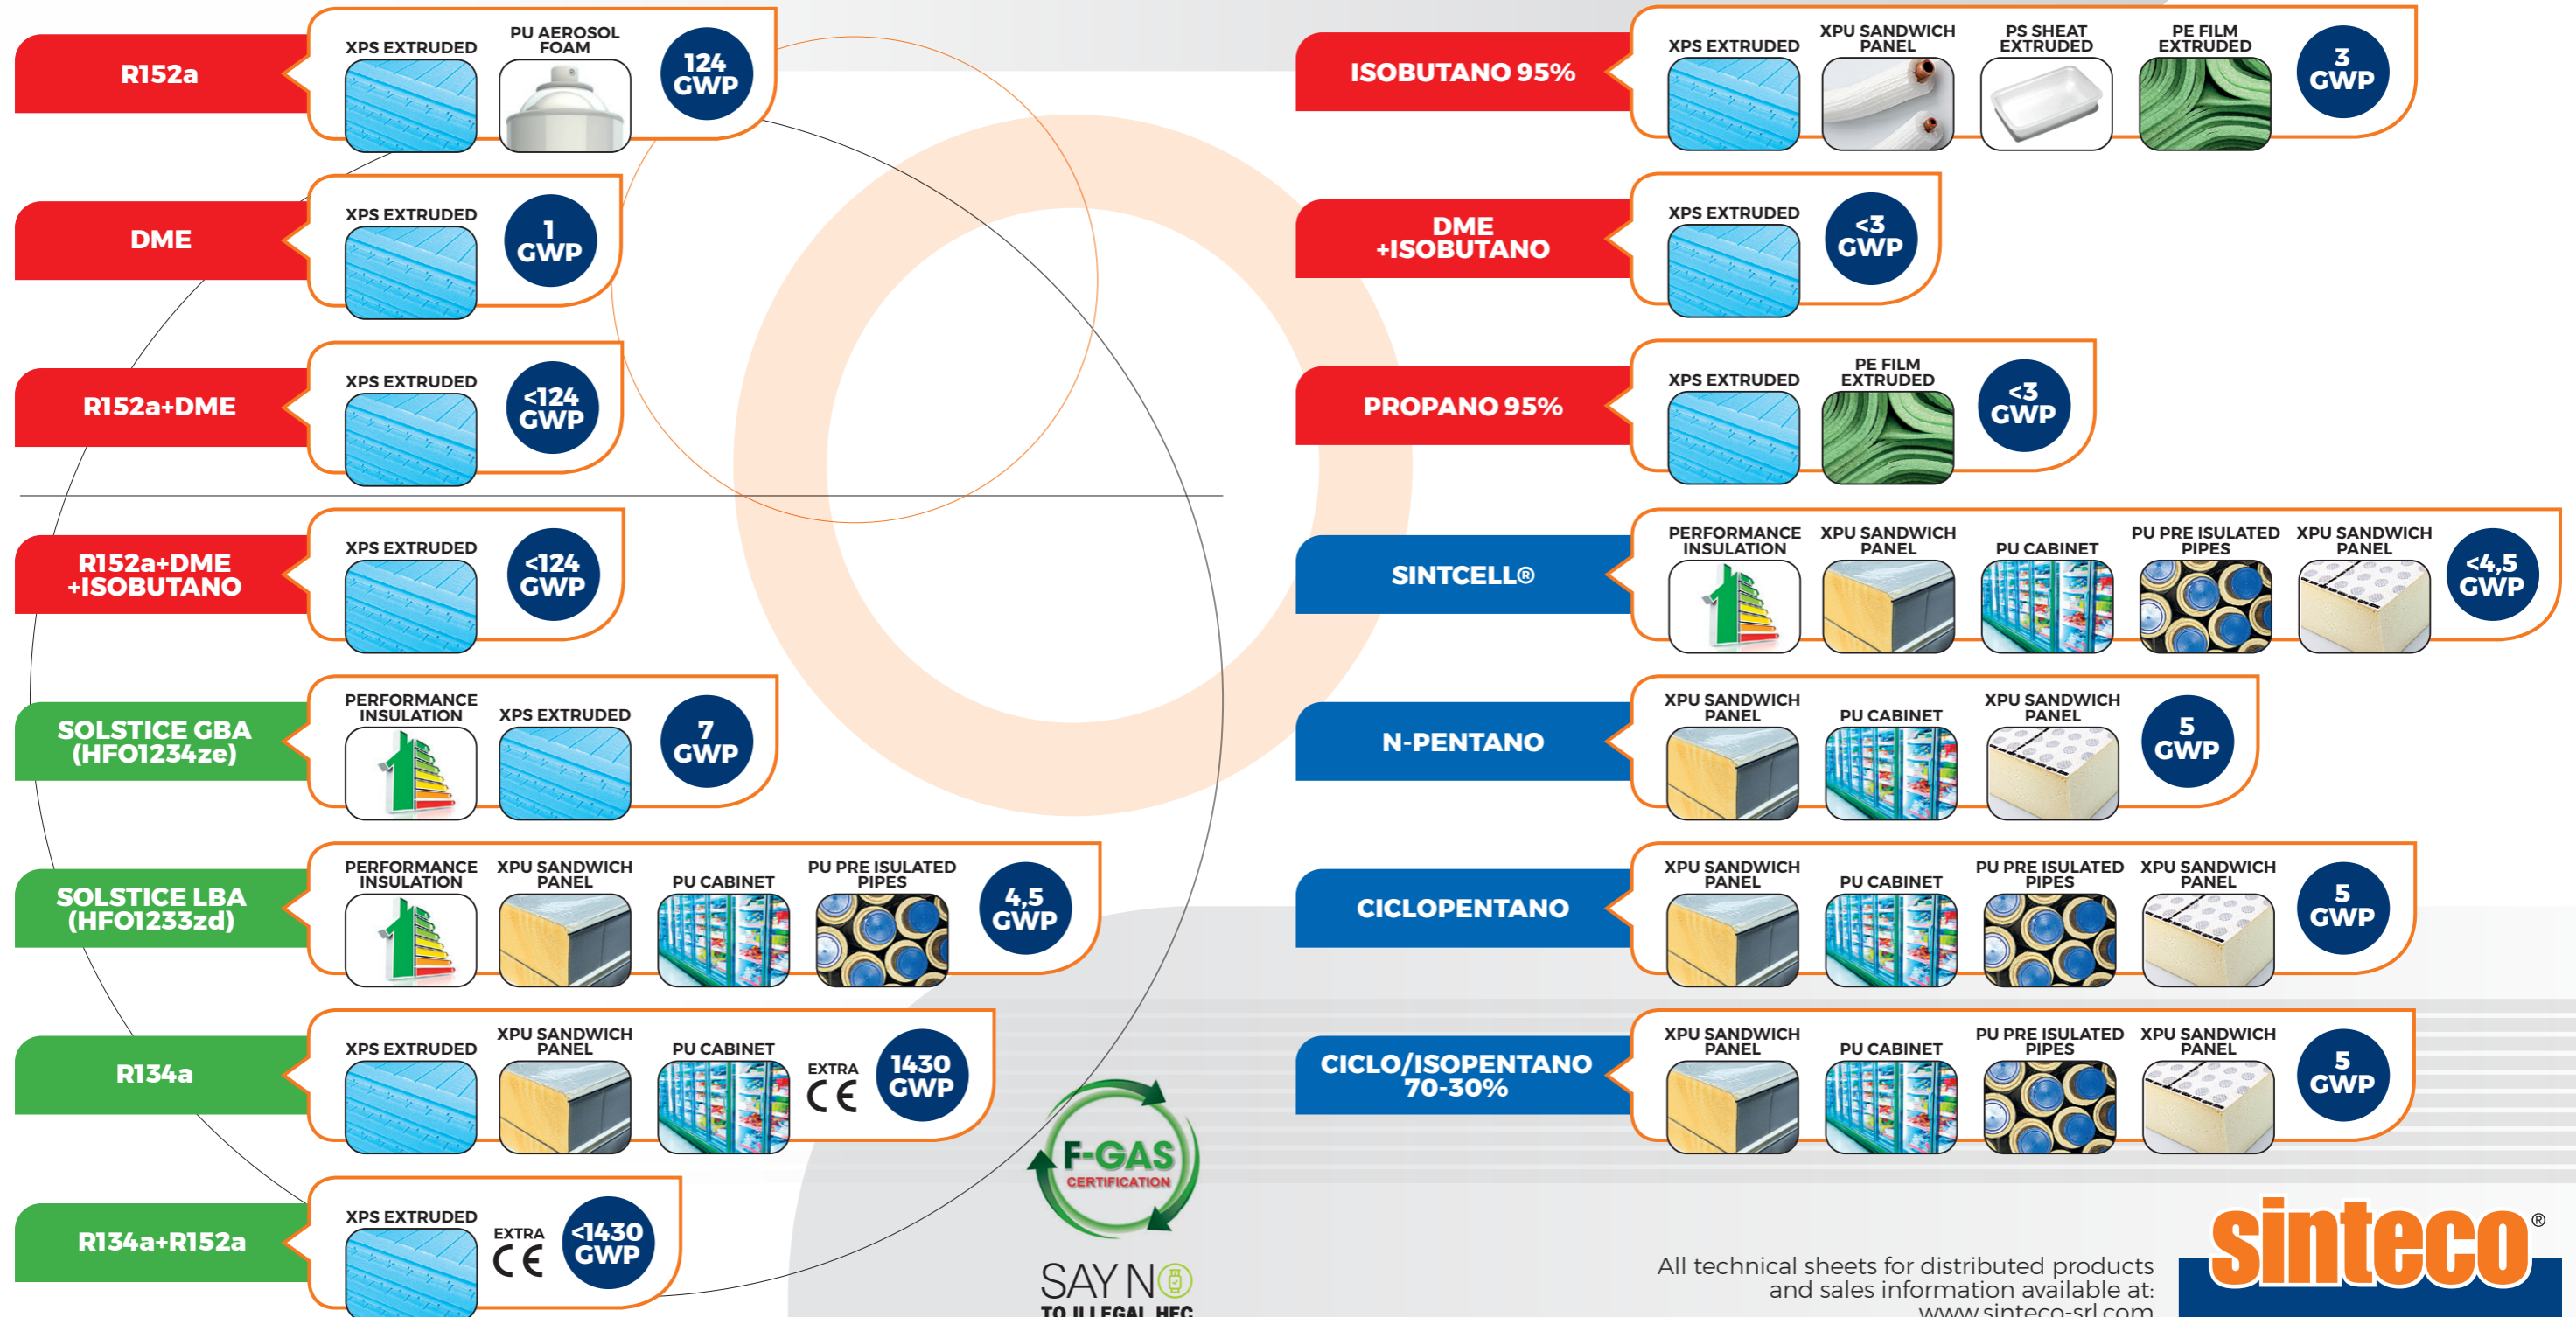 R152a
XPS EXTRUDED
PU AEROSOL
FOAM
124
GWP
DME
XPS EXTRUDED
1
GWP
R152a+DME
XPS EXTRUDED
<124
GWP
R152a+DME
+ISOBUTANO
XPS EXTRUDED
<124
GWP
SOLSTICE GBA
(HFO1234ze)
PERFORMANCE
INSULATION
XPS EXTRUDED
7
GWP
SOLSTICE LBA
(HFO1233zd)
PERFORMANCE
INSULATION
XPU SANDWICH
PANEL
PU CABINET
PU PRE ISULATED
PIPES
4,5
GWP
R134a
XPS EXTRUDED
XPU SANDWICH
PANEL
PU CABINET
EXTRA
CE
1430
GWP
R134a+R152a
XPS EXTRUDED
EXTRA
CE
<1430
GWP
F-GAS
CERTIFICATION
SAY NO
TO ILLEGAL HFC
ISOBUTANO 95%
XPS EXTRUDED
XPU SANDWICH
PANEL
PS SHEAT
EXTRUDED
PE FILM
EXTRUDED
3
GWP
DME
+ISOBUTANO
XPS EXTRUDED
<3
GWP
PROPANO 95%
XPS EXTRUDED
PE FILM
EXTRUDED
<3
GWP
SINTCELL®
PERFORMANCE
INSULATION
XPU SANDWICH
PANEL
PU CABINET
PU PRE ISULATED
PIPES
XPU SANDWICH
PANEL
<4,5
GWP
N-PENTANO
XPU SANDWICH
PANEL
PU CABINET
XPU SANDWICH
PANEL
5
GWP
CICLOPENTANO
XPU SANDWICH
PANEL
PU CABINET
PU PRE ISULATED
PIPES
XPU SANDWICH
PANEL
5
GWP
CICLO/ISOPENTANO
70-30%
XPU SANDWICH
PANEL
PU CABINET
PU PRE ISULATED
PIPES
XPU SANDWICH
PANEL
5
GWP
All technical sheets for distributed products
and sales information available at:
www.sinteco-srl.com
sinteco®